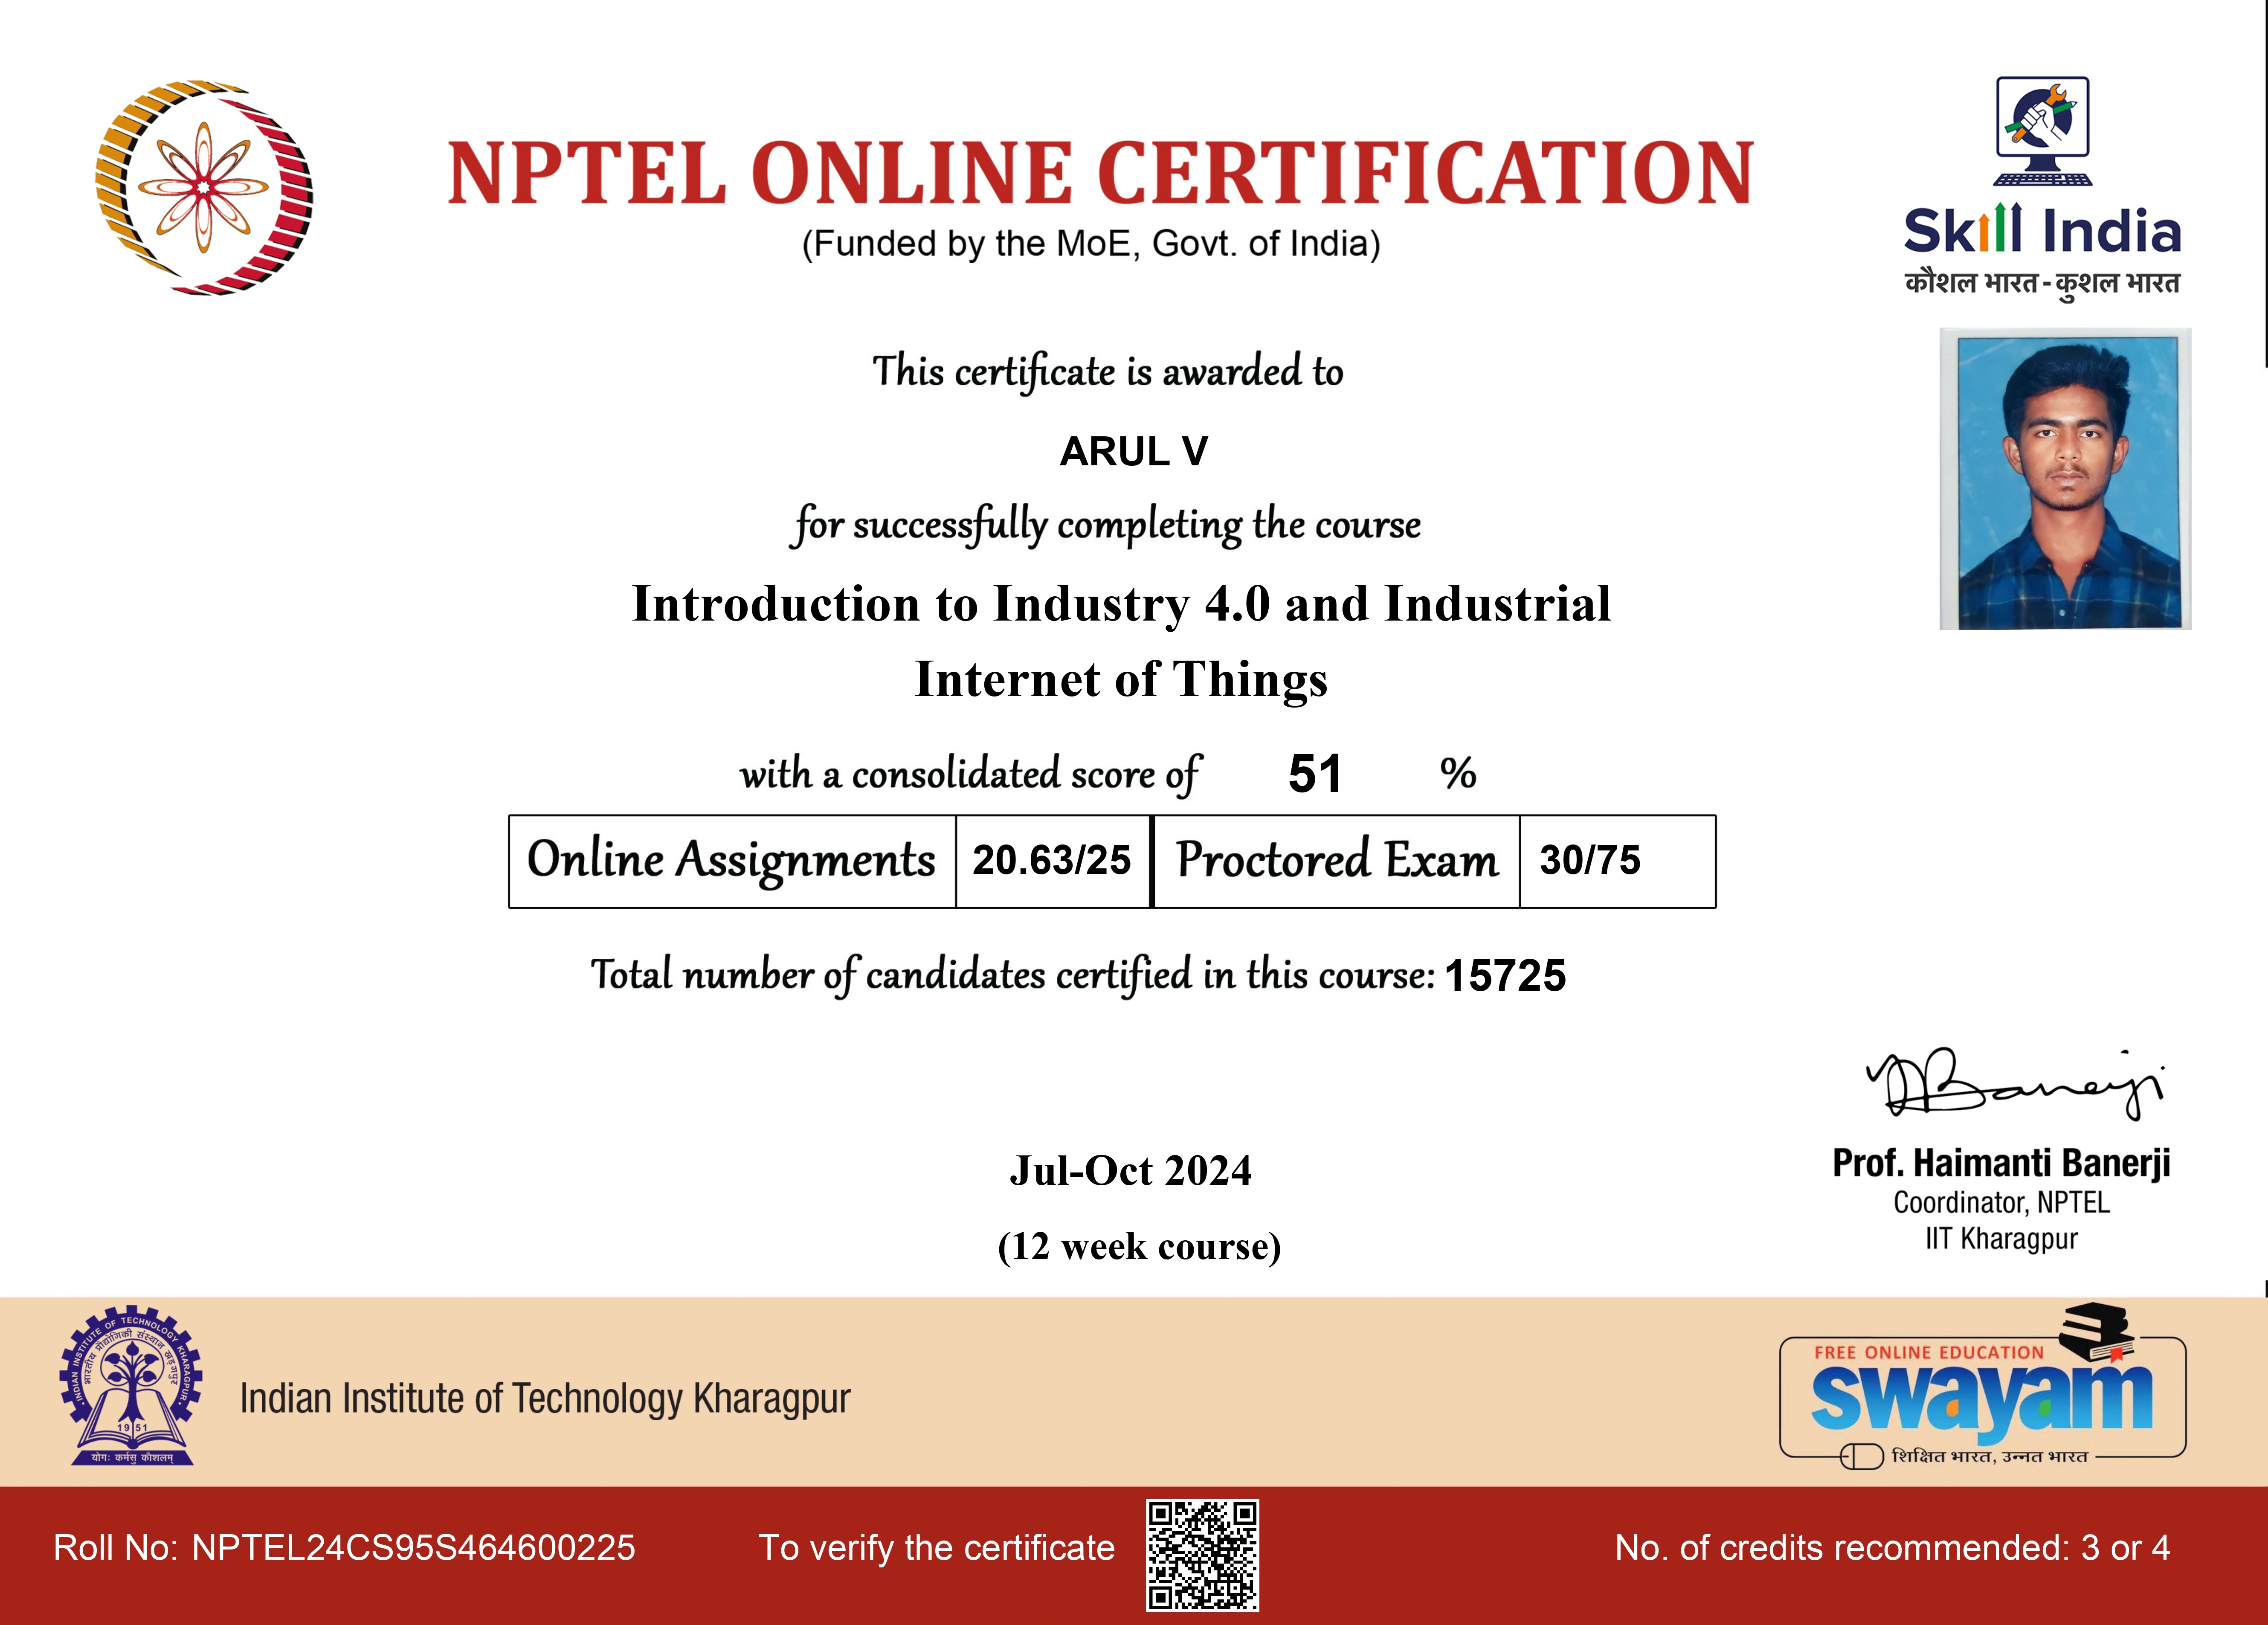 NPTEL ONLINE CERTIFICATION
(Funded by the MoE, Govt. of India)
Skill India
कौशल भारत - कुशल भारत
This certificate is awarded to
ARUL V
for successfully completing the course
Introduction to Industry 4.0 and Industrial
Internet of Things
with a consolidated score of 51 %
Online Assignments 20.63/25 Proctored Exam 30/75
Total number of candidates certified in this course: 15725
Banerji
Prof. Haimanti Banerji
Coordinator, NPTEL
IIT Kharagpur
Jul-Oct 2024
(12 week course)
INDIAN INSTITUTE OF TECHNOLOGY KHARAGPUR
भारतीय प्रौद्योगिकी संस्थान खड़गपुर
1951
योगः कर्मसु कौशलम्
Indian Institute of Technology Kharagpur
FREE ONLINE EDUCATION
swayam
शिक्षित भारत, उन्नत भारत
Roll No: NPTEL24CS95S464600225
To verify the certificate
No. of credits recommended: 3 or 4